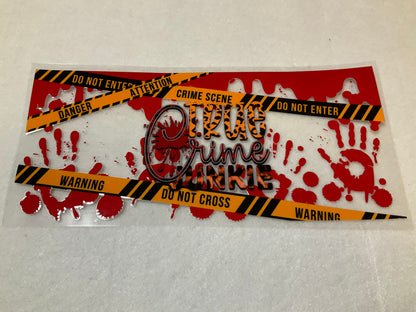 DO NOT ENTER
ATTENTION
DANGER
CRIME SCENE
DO NOT ENTER
TRUE
Crime
JUNKIE
WARNING
DO NOT CROSS
WARNING